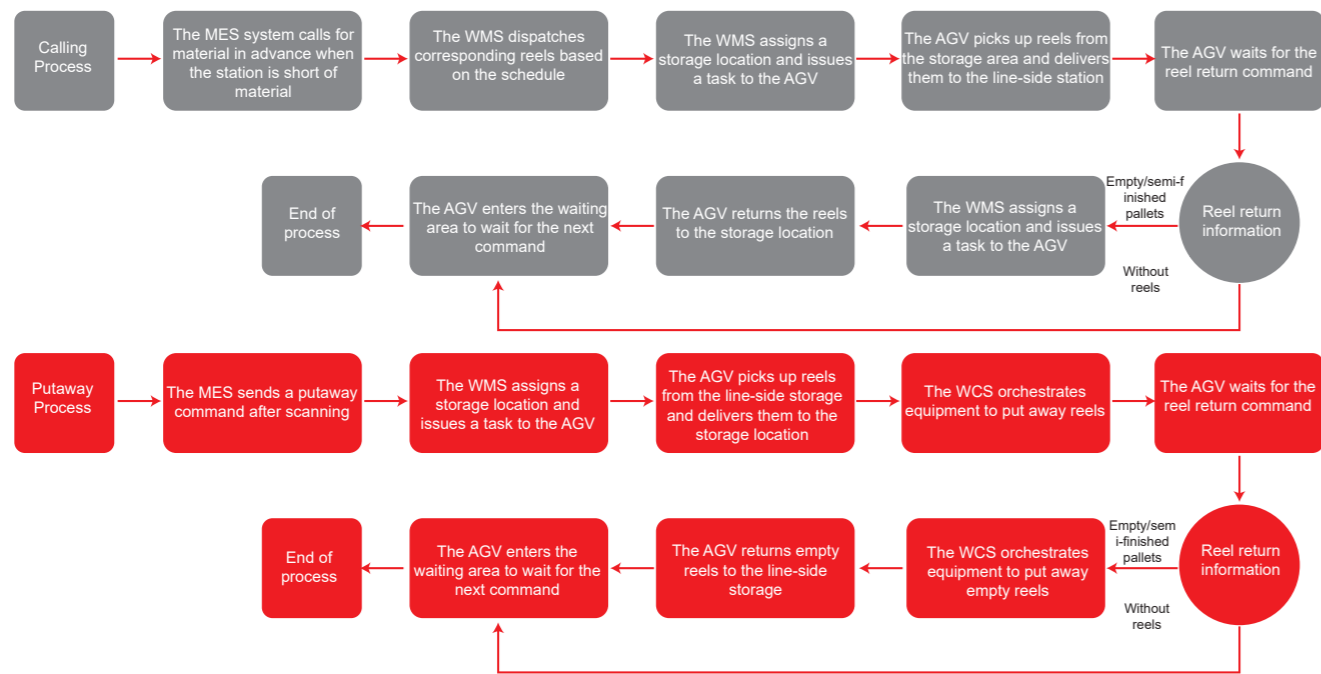 Calling
Process
The MES system calls for
material in advance when
the station is short of
material
The WMS dispatches
corresponding reels based
on the schedule
The WMS assigns a
storage location and issues
a task to the AGV
The AGV picks up reels from
the storage area and delivers
them to the line-side station
The AGV waits for the
reel return command
Reel return
information
Empty/semi-f
inished
pallets
Without
reels
The WMS assigns a
storage location and issues
a task to the AGV
The AGV returns the reels
to the storage location
The AGV enters the waiting
area to wait for the next
command
End of
process
Putaway
Process
The MES sends a putaway
command after scanning
The WMS assigns a
storage location and
issues a task to the AGV
The AGV picks up reels
from the line-side storage
and delivers them to the
storage location
The WCS orchestrates
equipment to put away reels
The AGV waits for the
reel return command
Reel return
information
Empty/sem
i-finished
pallets
Without
reels
The WCS orchestrates
equipment to put away
empty reels
The AGV returns empty
reels to the line-side
storage
The AGV enters the
waiting area to wait for the
next command
End of
process